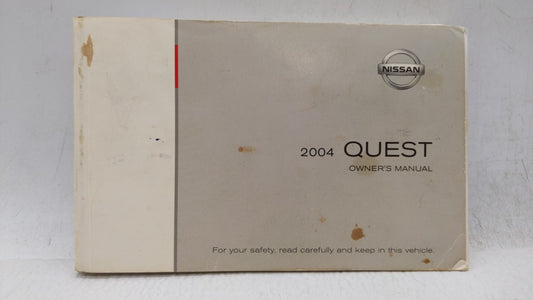 NISSAN
2004 QUEST
OWNER'S MANUAL
For your safety, read carefully and keep in this vehicle.